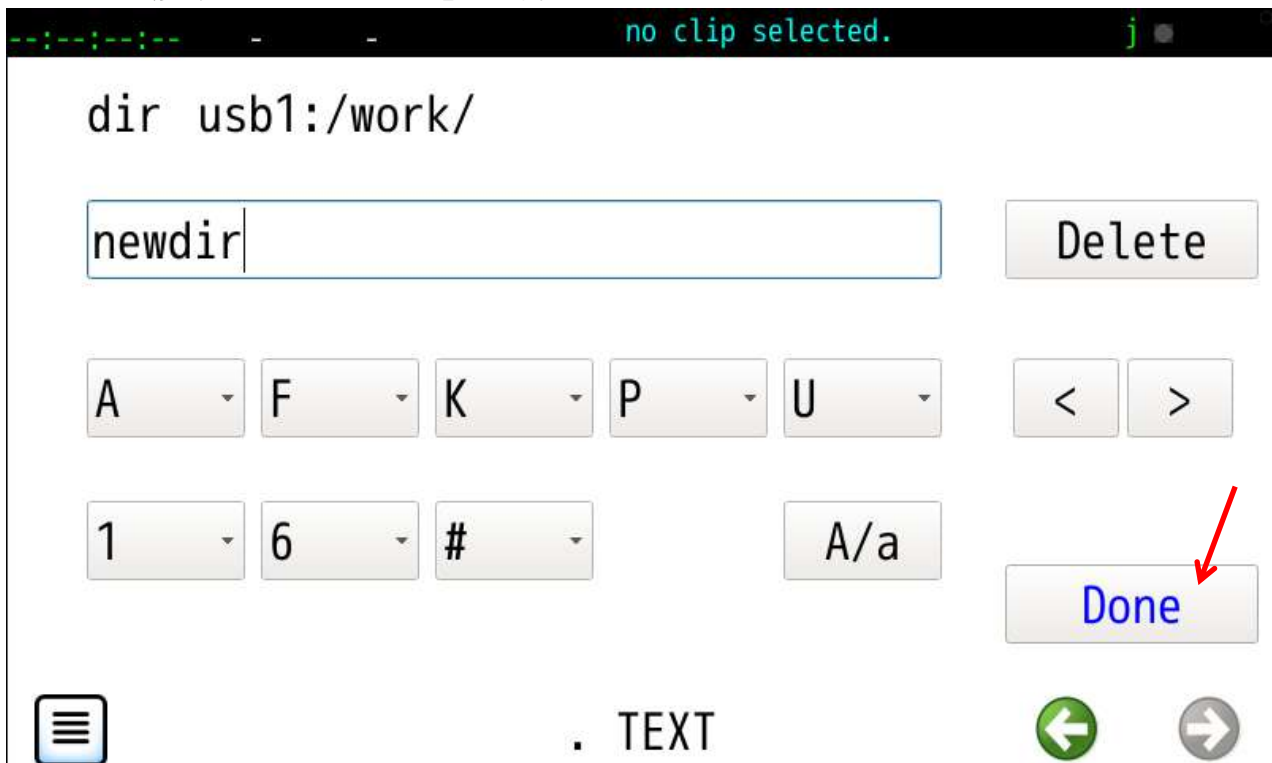 --:--:--:-- - - no clip selected. j
dir usb1:/work/
newdir Delete
A F K P U < >
1 6 # A/a
Done
. TEXT